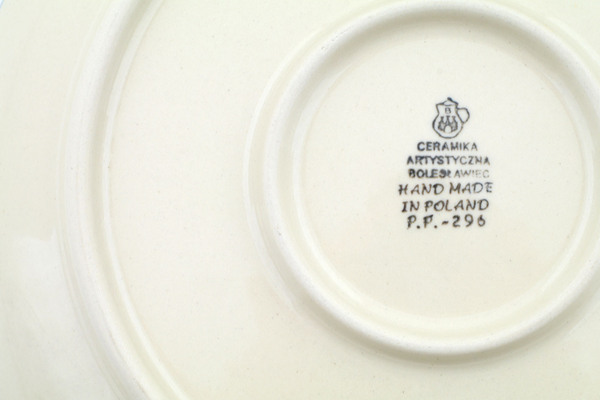 CERAMIKA
ARTYSTYCZNA
BOLESŁAWIEC
HAND MADE
IN POLAND
P.F.-296